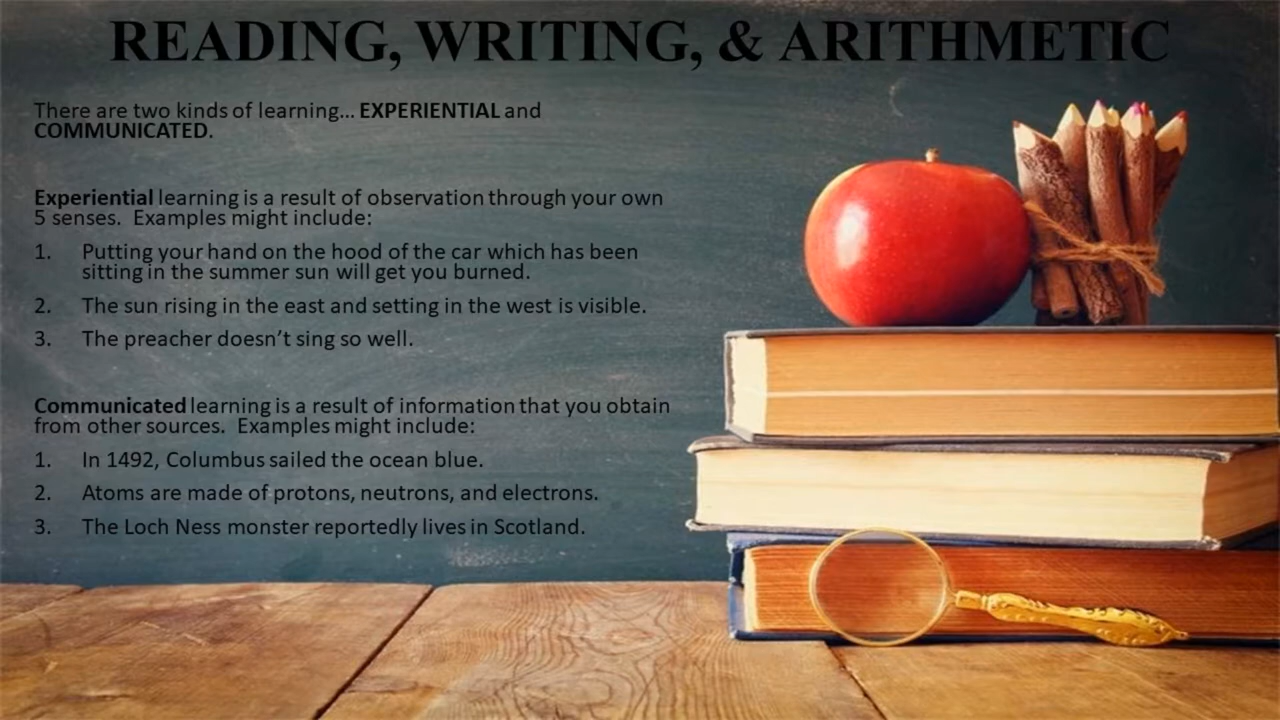 READING, WRITING, & ARITHMETIC
There are two kinds of learning... EXPERIENTIAL and
COMMUNICATED.
Experiential learning is a result of observation through your own
5 senses.  Examples might include:
1. Putting your hand on the hood of the car which has been
sitting in the summer sun will get you burned.
2. The sun rising in the east and setting in the west is visible.
3. The preacher doesn’t sing so well.
Communicated learning is a result of information that you obtain
from other sources.  Examples might include:
1. In 1492, Columbus sailed the ocean blue.
2. Atoms are made of protons, neutrons, and electrons.
3. The Loch Ness monster reportedly lives in Scotland.